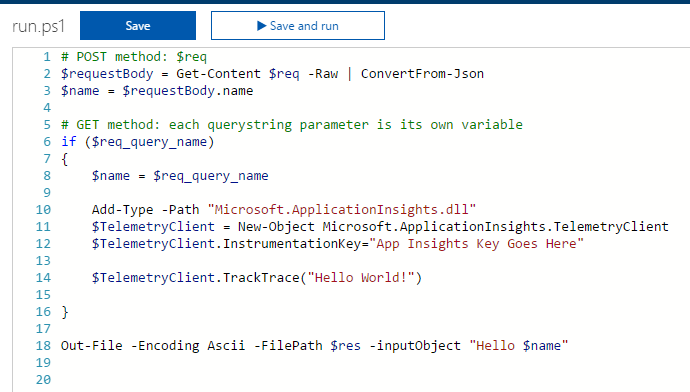 run.ps1 Save Save and run
1 # POST method: $req
2 $requestBody = Get-Content $req -Raw | ConvertFrom-Json
3 $name = $requestBody.name
4
5 # GET method: each querystring parameter is its own variable
6 if ($req_query_name)
7 {
8     $name = $req_query_name
9
10     Add-Type -Path "Microsoft.ApplicationInsights.dll"
11     $TelemetryClient = New-Object Microsoft.ApplicationInsights.TelemetryClient
12     $TelemetryClient.InstrumentationKey="App Insights Key Goes Here"
13
14     $TelemetryClient.TrackTrace("Hello World!")
15
16 }
17
18 Out-File -Encoding Ascii -FilePath $res -inputObject "Hello $name"
19
20